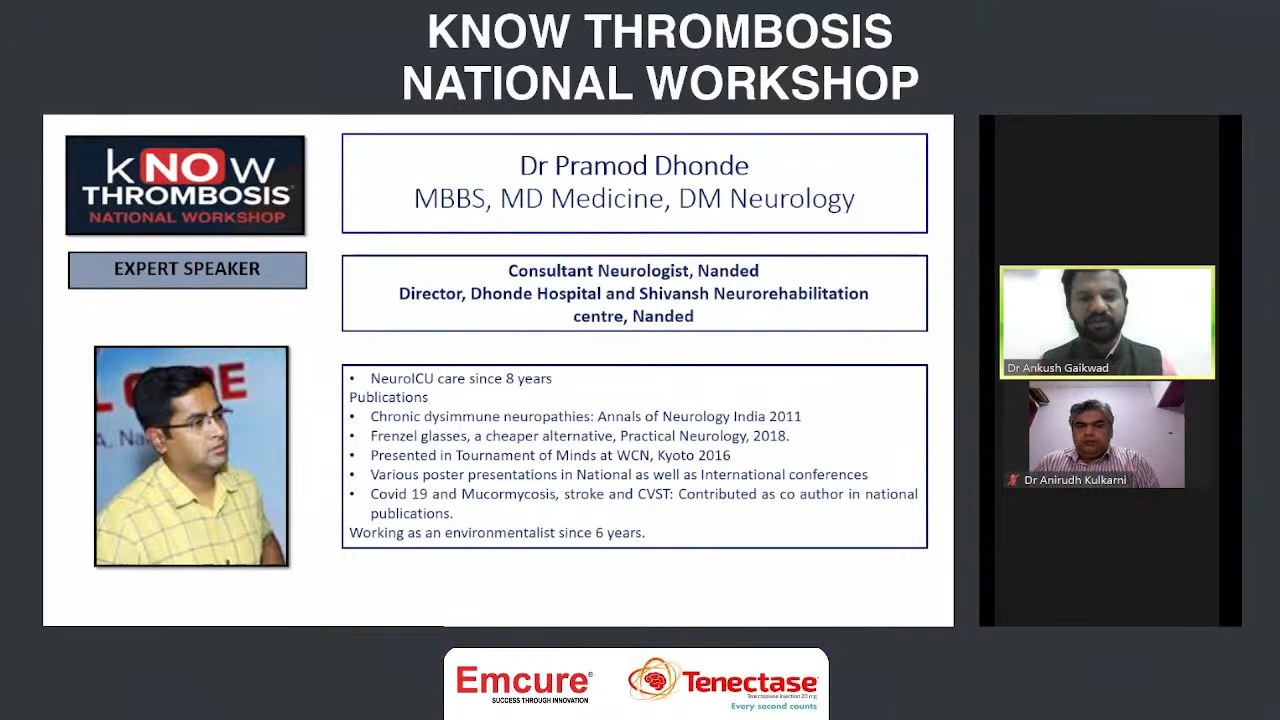 KNOW THROMBOSIS
NATIONAL WORKSHOP
kNOw
THROMBOSIS
NATIONAL WORKSHOP
EXPERT SPEAKER
Dr Pramod Dhonde
MBBS, MD Medicine, DM Neurology
Consultant Neurologist, Nanded
Director, Dhonde Hospital and Shivansh Neurorehabilitation
centre, Nanded
• NeuroICU care since 8 years
Publications
• Chronic dysimmune neuropathies: Annals of Neurology India 2011
• Frenzel glasses, a cheaper alternative, Practical Neurology, 2018.
• Presented in Tournament of Minds at WCN, Kyoto 2016
• Various poster presentations in National as well as International conferences
• Covid 19 and Mucormycosis, stroke and CVST: Contributed as co author in national
publications.
Working as an environmentalist since 6 years.
Dr Ankush Gaikwad
Dr Anirudh Kulkarni
Emcure®
SUCCESS THROUGH INNOVATION
Tenectase
Tenecteplase Injection 20 mg
Every second counts